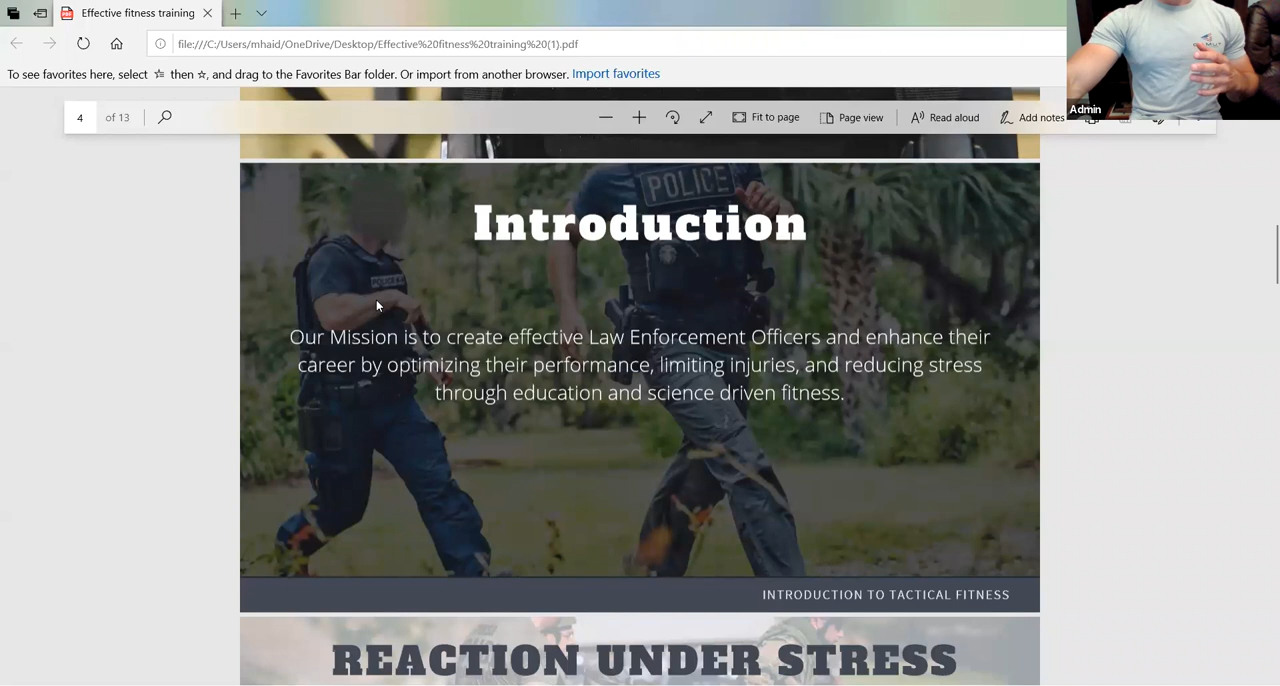 Effective fitness training
file:///C:/Users/mhaid/OneDrive/Desktop/Effective%20fitness%20training%20(1).pdf
To see favorites here, select then , and drag to the Favorites Bar folder. Or import from another browser. Import favorites
Admin
4 of 13 Fit to page Page view Read aloud Add notes
POLICE
Introduction
POLICE
Our Mission is to create effective Law Enforcement Officers and enhance their
career by optimizing their performance, limiting injuries, and reducing stress
through education and science driven fitness.
INTRODUCTION TO TACTICAL FITNESS
REACTION UNDER STRESS